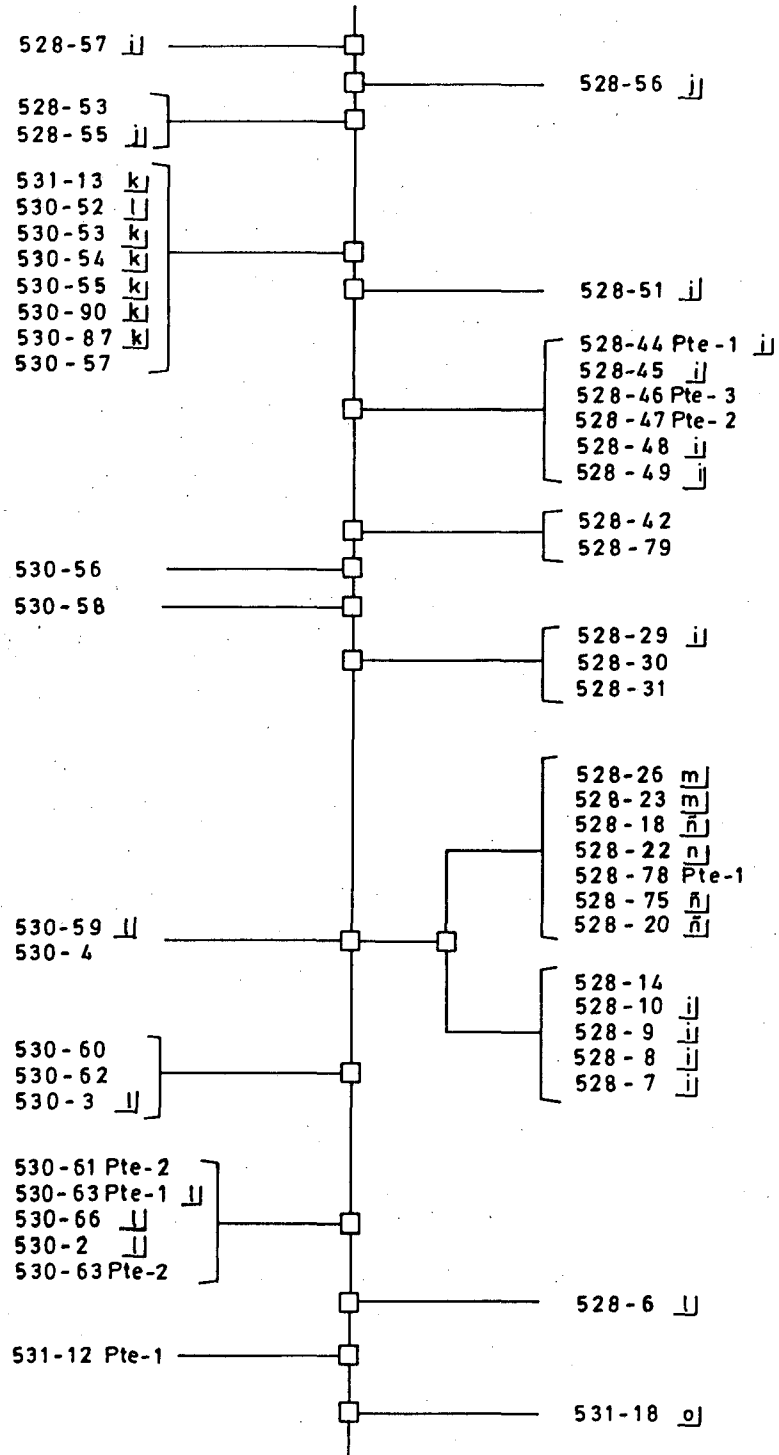 528-57 j
528-56 j
528-53
528-55 j
531-13 k
530-52 l
530-53 k
530-54 k
530-55 k
530-90 k
530-87 k
530-57
528-51 j
528-44 Pte-1 j
528-45 j
528-46 Pte-3
528-47 Pte-2
528-48 j
528-49 j
528-42
528-79
530-56
530-58
528-29 j
528-30
528-31
528-26 m
528-23 m
528-18 ñ
528-22 n
528-78 Pte-1
528-75 ñ
528-20 ñ
530-59 l
530-4
528-14
528-10 i
528-9 i
528-8 i
528-7 i
530-60
530-62
530-3 l
530-61 Pte-2
530-63 Pte-1 l
530-66 l
530-2 l
530-63 Pte-2
528-6 l
531-12 Pte-1
531-18 o